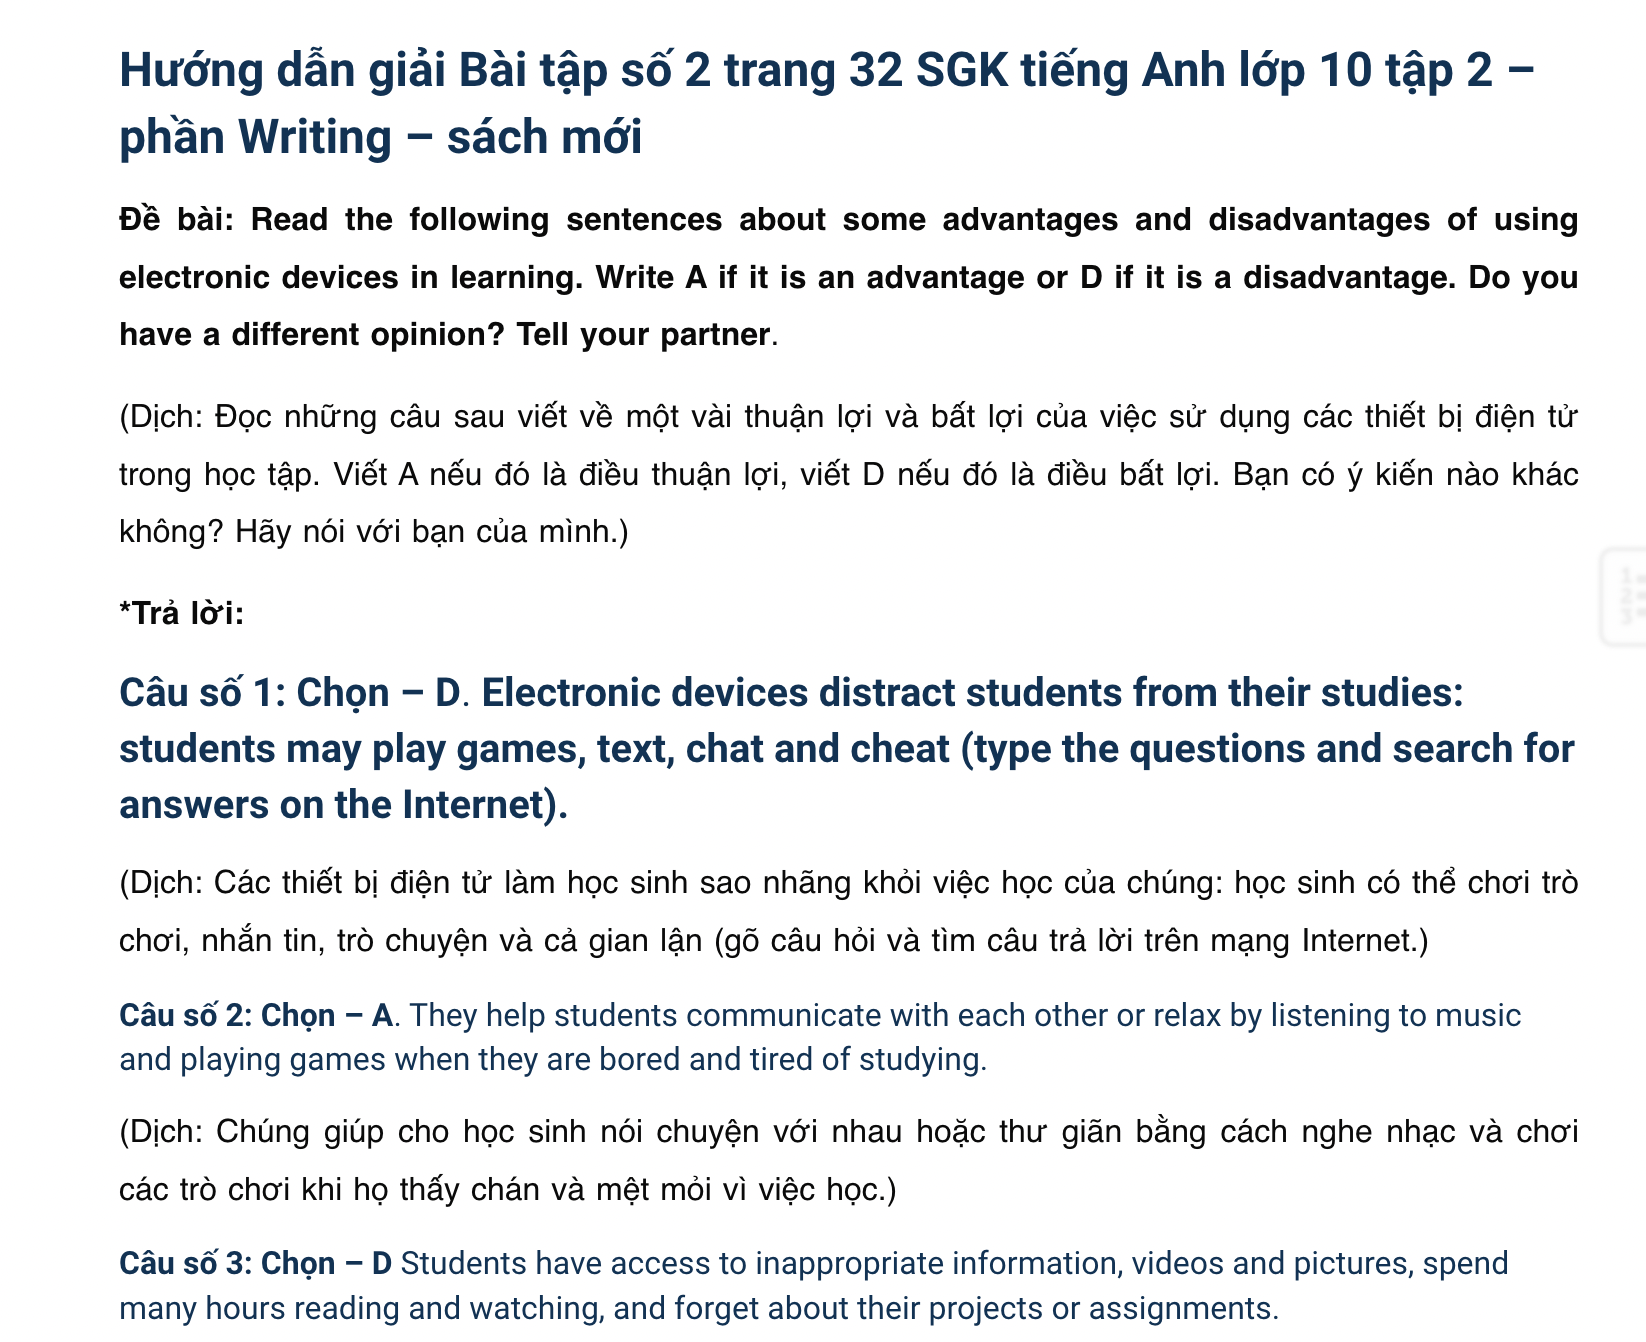 Hướng dẫn giải Bài tập số 2 trang 32 SGK tiếng Anh lớp 10 tập 2 –
phần Writing – sách mới
Đề bài: Read the following sentences about some advantages and disadvantages of using
electronic devices in learning. Write A if it is an advantage or D if it is a disadvantage. Do you
have a different opinion? Tell your partner.
(Dịch: Đọc những câu sau viết về một vài thuận lợi và bất lợi của việc sử dụng các thiết bị điện tử
trong học tập. Viết A nếu đó là điều thuận lợi, viết D nếu đó là điều bất lợi. Bạn có ý kiến nào khác
không? Hãy nói với bạn của mình.)
*Trả lời:
Câu số 1: Chọn – D. Electronic devices distract students from their studies:
students may play games, text, chat and cheat (type the questions and search for
answers on the Internet).
(Dịch: Các thiết bị điện tử làm học sinh sao nhãng khỏi việc học của chúng: học sinh có thể chơi trò
chơi, nhắn tin, trò chuyện và cả gian lận (gõ câu hỏi và tìm câu trả lời trên mạng Internet.)
Câu số 2: Chọn – A. They help students communicate with each other or relax by listening to music
and playing games when they are bored and tired of studying.
(Dịch: Chúng giúp cho học sinh nói chuyện với nhau hoặc thư giãn bằng cách nghe nhạc và chơi
các trò chơi khi họ thấy chán và mệt mỏi vì việc học.)
Câu số 3: Chọn – D Students have access to inappropriate information, videos and pictures, spend
many hours reading and watching, and forget about their projects or assignments.